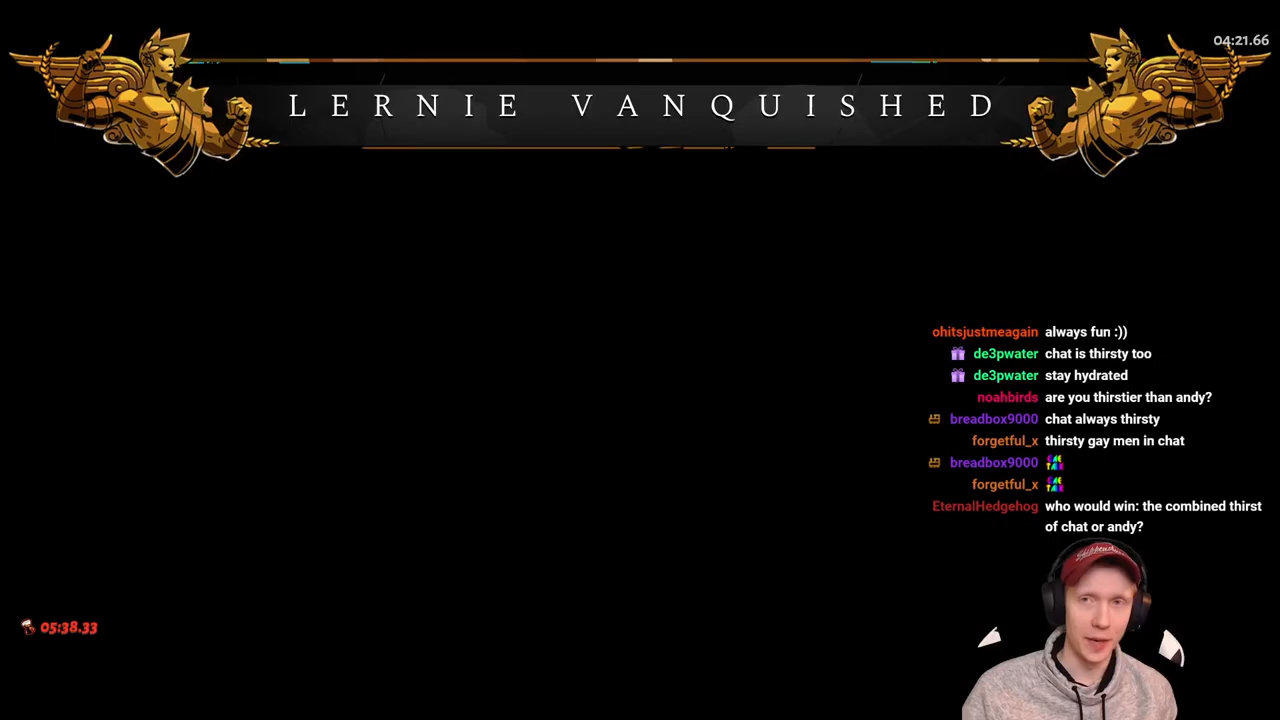 04:21.66
LERNIE VANQUISHED
ohitsjustmeagain always fun :))
de3pwater chat is thirsty too
de3pwater stay hydrated
noahbirds are you thirstier than andy?
breadbox9000 chat always thirsty
forgetful_x thirsty gay men in chat
breadbox9000
forgetful_x
EternalHedgehog who would win: the combined thirst
of chat or andy?
05:38.33